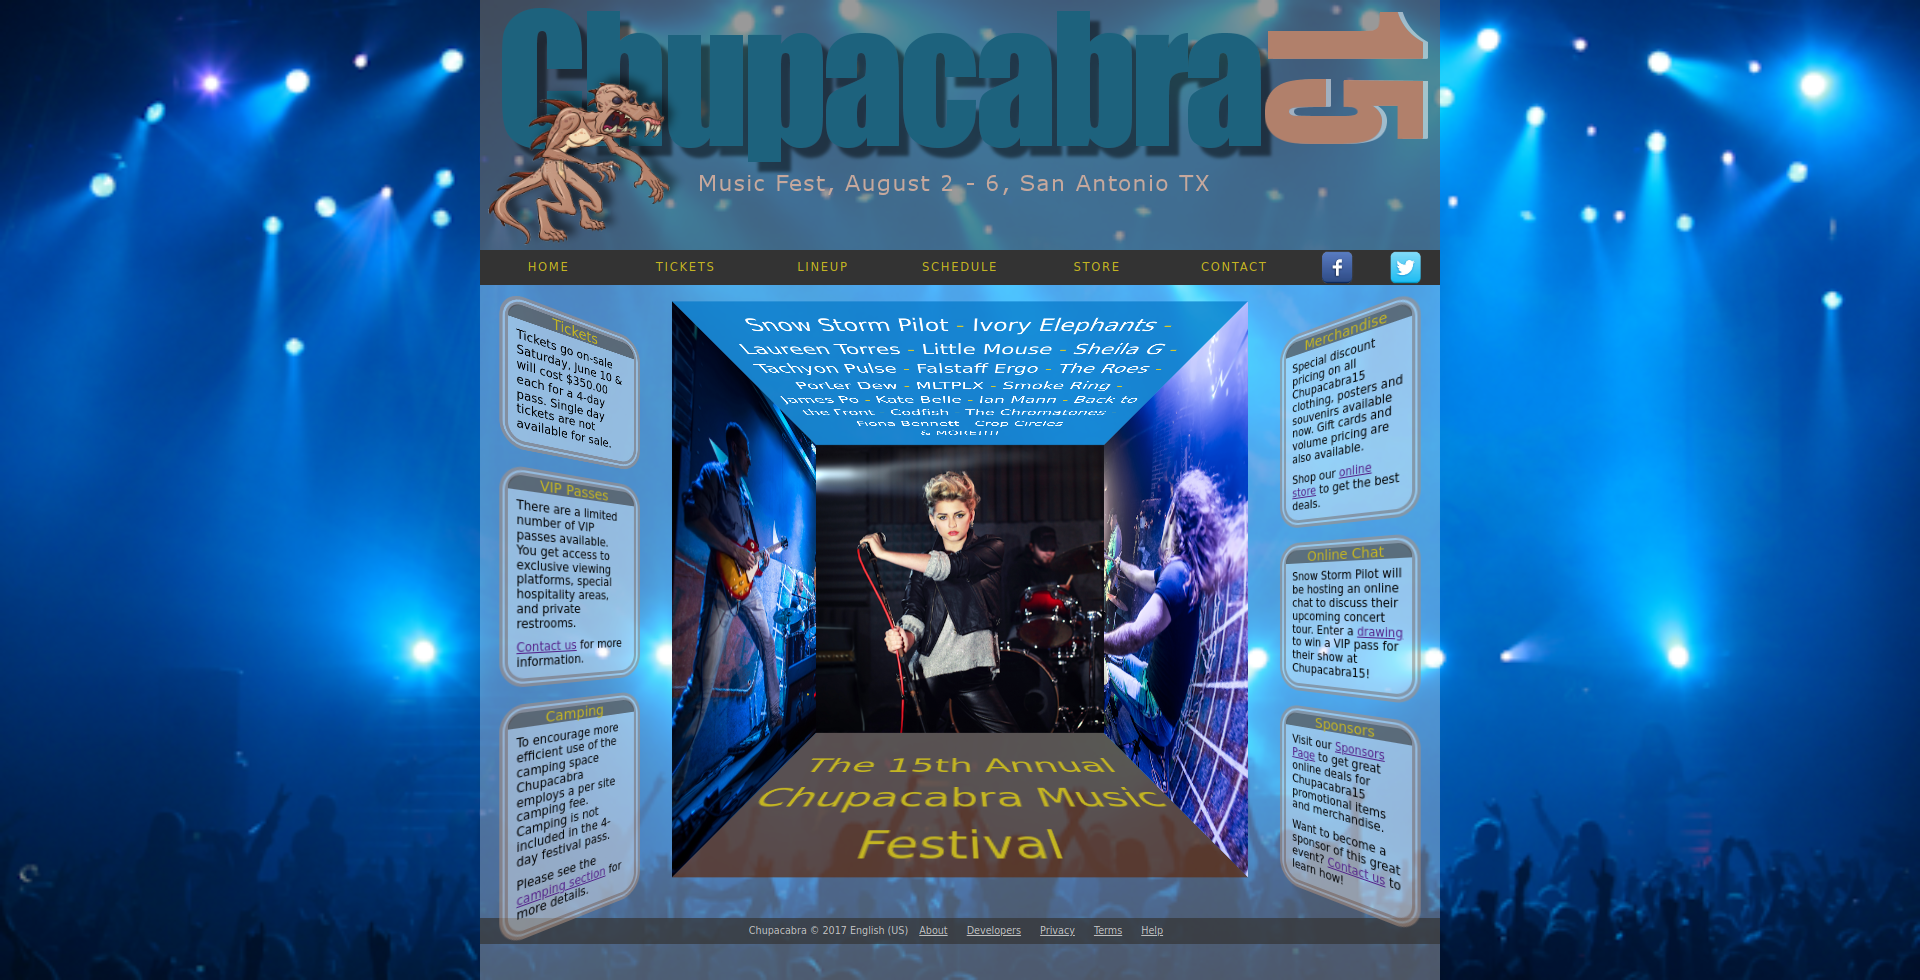 Chupacabra
15
Music Fest, August 2 - 6, San Antonio TX
HOME
TICKETS
LINEUP
SCHEDULE
STORE
CONTACT
Tickets
Tickets go on-sale
Saturday, June 10 &
will cost $350.00
each for a 4-day
pass. Single day
tickets are not
available for sale.
VIP Passes
There are a limited
number of VIP
passes available.
You get access to
exclusive viewing
platforms, special
hospitality areas,
and private
restrooms.
Contact us for more
information.
Camping
To encourage more
efficient use of the
camping space
Chupacabra
employs a per site
camping fee.
Camping is not
included in the 4-
day festival pass.
Please see the
camping section for
more details.
Snow Storm Pilot - Ivory Elephants -
Laureen Torres - Little Mouse - Sheila G -
Tachyon Pulse - Falstaff Ergo - The Roes -
Porter Dew - MLTPLX - Smoke Ring -
James Po - Kate Belle - Ian Mann - Back to
the Front - Codfish - The Chromatones -
Fiona Bennett - Crop Circles
& MORE!!!!
The 15th Annual
Chupacabra Music
Festival
Merchandise
Special discount
pricing on all
Chupacabra15
clothing, posters and
souvenirs available
now. Gift cards and
volume pricing are
also available.
Shop our online
store to get the best
deals.
Online Chat
Snow Storm Pilot will
be hosting an online
chat to discuss their
upcoming concert
tour. Enter a drawing
to win a VIP pass for
their show at
Chupacabra15!
Sponsors
Visit our Sponsors
Page to get great
online deals for
Chupacabra15
promotional items
and merchandise.
Want to become a
sponsor of this great
event? Contact us to
learn how!
Chupacabra © 2017 English (US) About Developers Privacy Terms Help